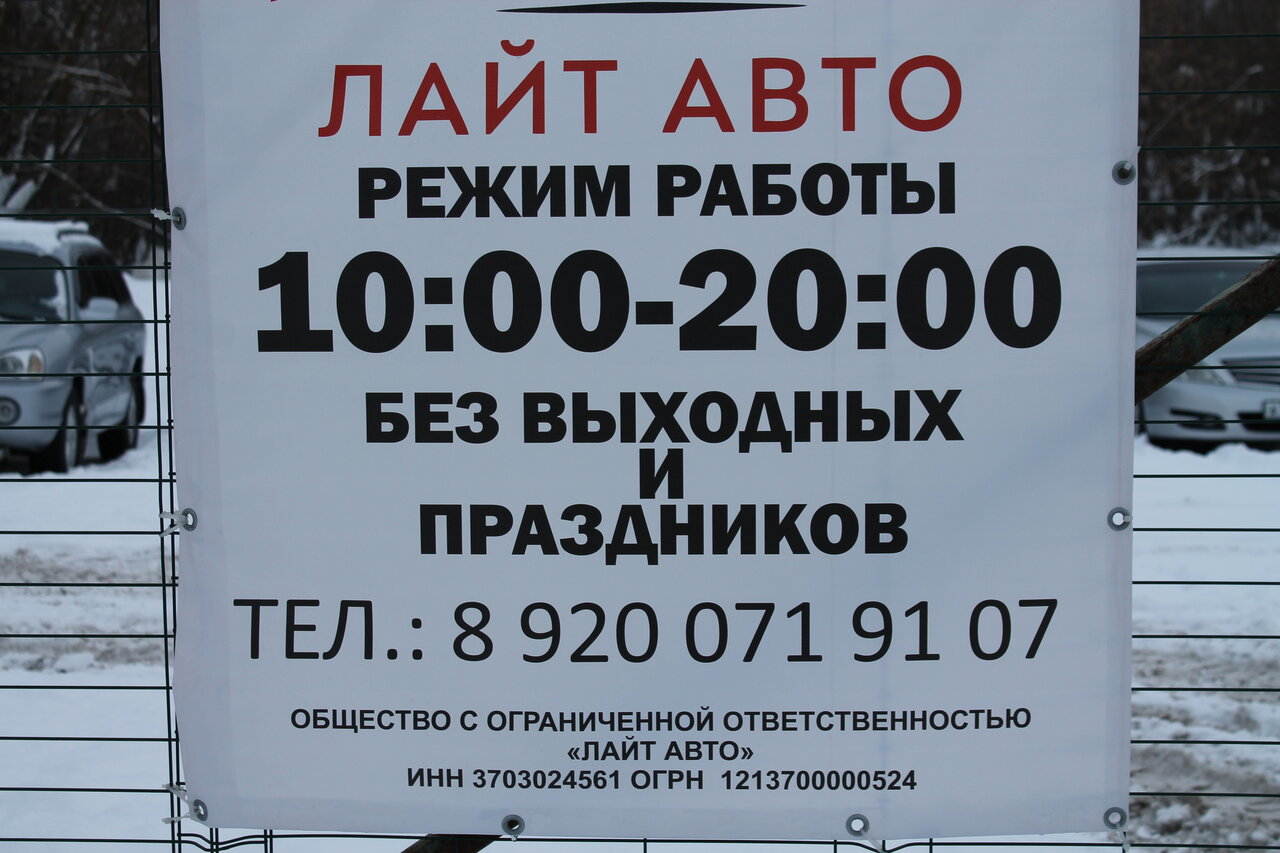 ЛАЙТ АВТО
РЕЖИМ РАБОТЫ
10:00-20:00
БЕЗ ВЫХОДНЫХ
И
ПРАЗДНИКОВ
ТЕЛ.: 8 920 071 91 07
ОБЩЕСТВО С ОГРАНИЧЕННОЙ ОТВЕТСТВЕННОСТЬЮ
«ЛАЙТ АВТО»
ИНН 3703024561 ОГРН 1213700000524